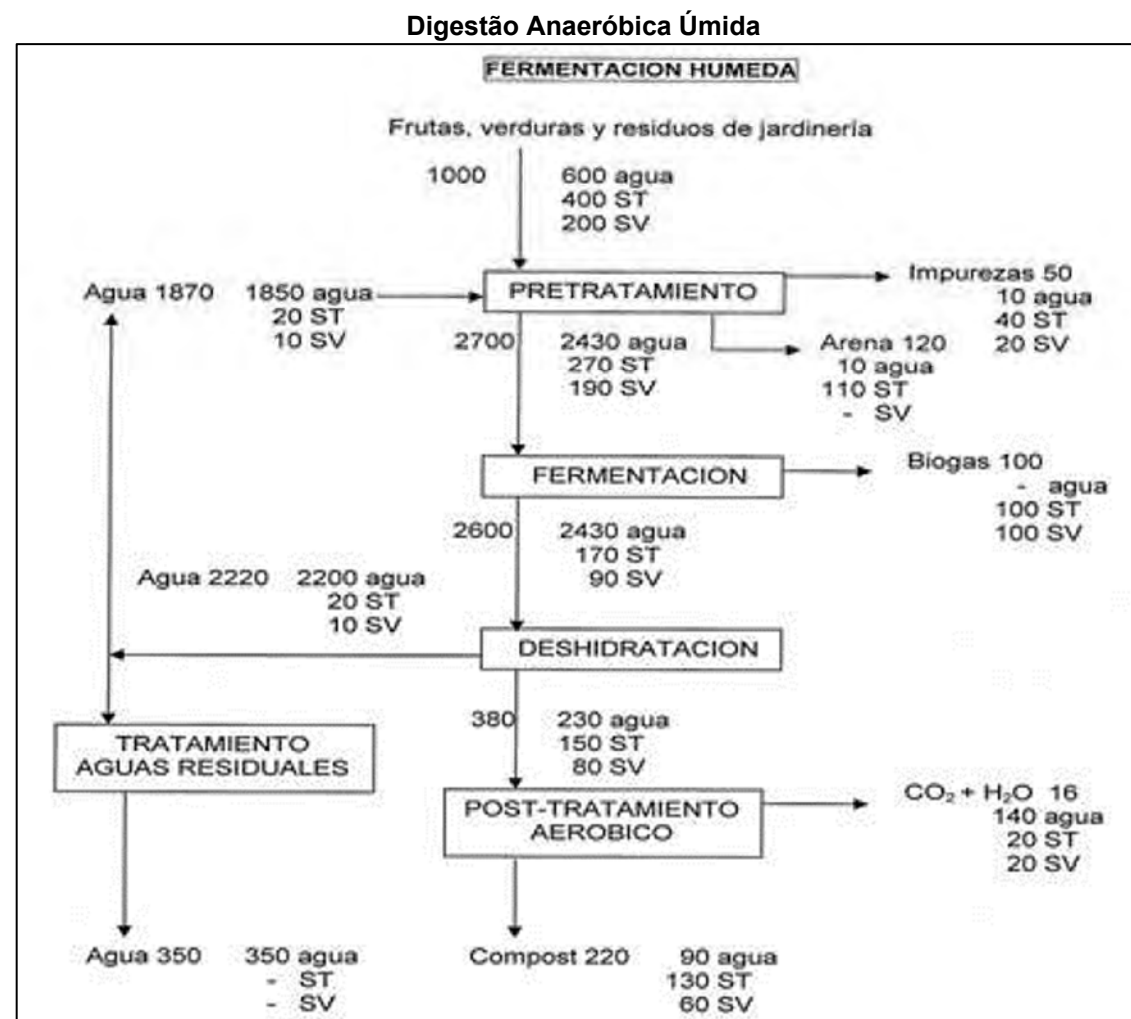 Digestão Anaeróbica Úmida
FERMENTACION HUMEDA
Frutas, verduras y residuos de jardinería
1000 600 agua
400 ST
200 SV
Agua 1870 1850 agua
20 ST
10 SV
PRETRATAMIENTO
Impurezas 50
10 agua
40 ST
20 SV
2700 2430 agua
270 ST
190 SV
Arena 120
10 agua
110 ST
- SV
FERMENTACION
Biogas 100
- agua
100 ST
100 SV
2600 2430 agua
170 ST
90 SV
Agua 2220 2200 agua
20 ST
10 SV
DESHIDRATACION
380 230 agua
150 ST
80 SV
TRATAMIENTO
AGUAS RESIDUALES
POST-TRATAMIENTO
AEROBICO
CO₂ + H₂O 16
140 agua
20 ST
20 SV
Agua 350 350 agua
- ST
- SV
Compost 220 90 agua
130 ST
60 SV